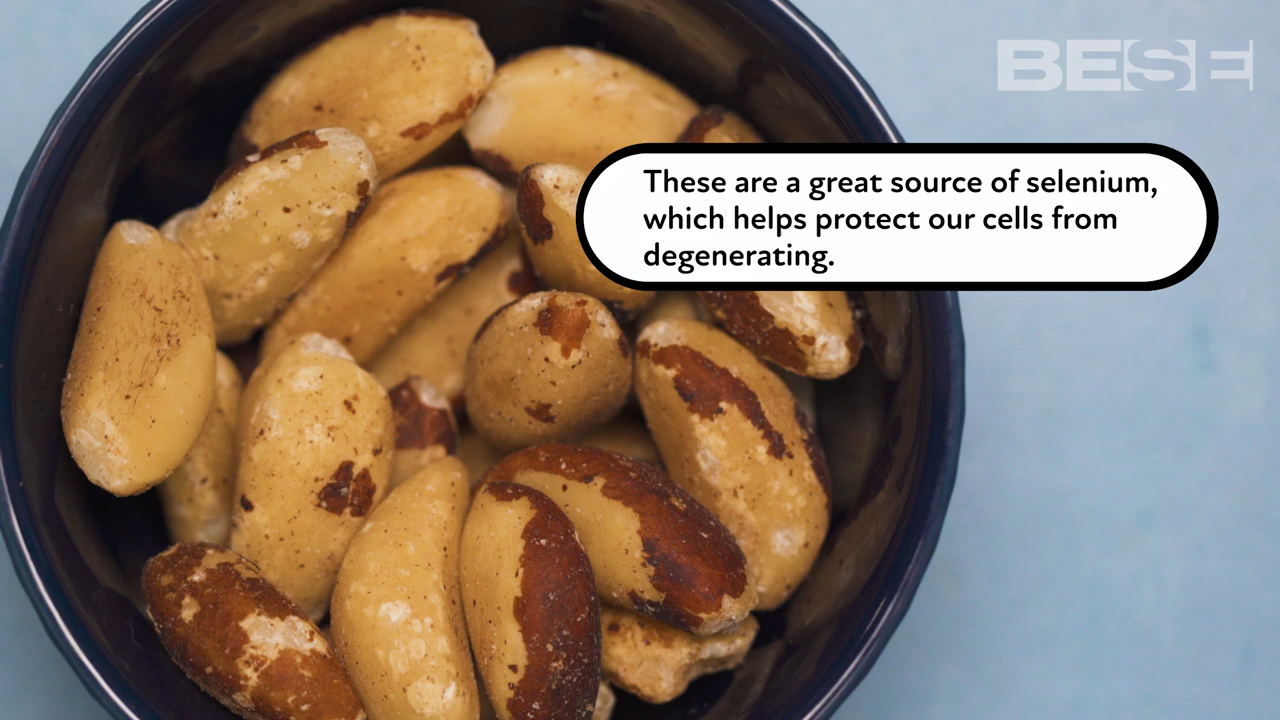 BESE
These are a great source of selenium,
which helps protect our cells from
degenerating.